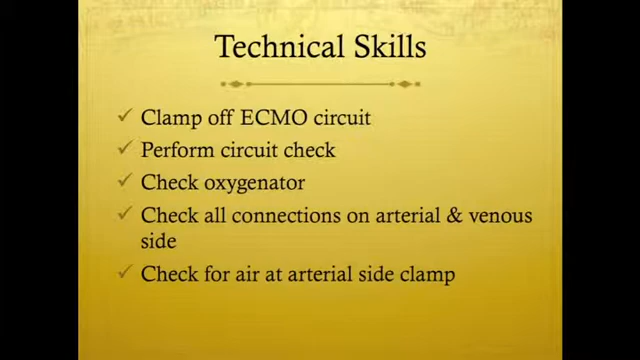 Technical Skills
✓ Clamp off ECMO circuit
✓ Perform circuit check
✓ Check oxygenator
✓ Check all connections on arterial & venous
side
✓ Check for air at arterial side clamp